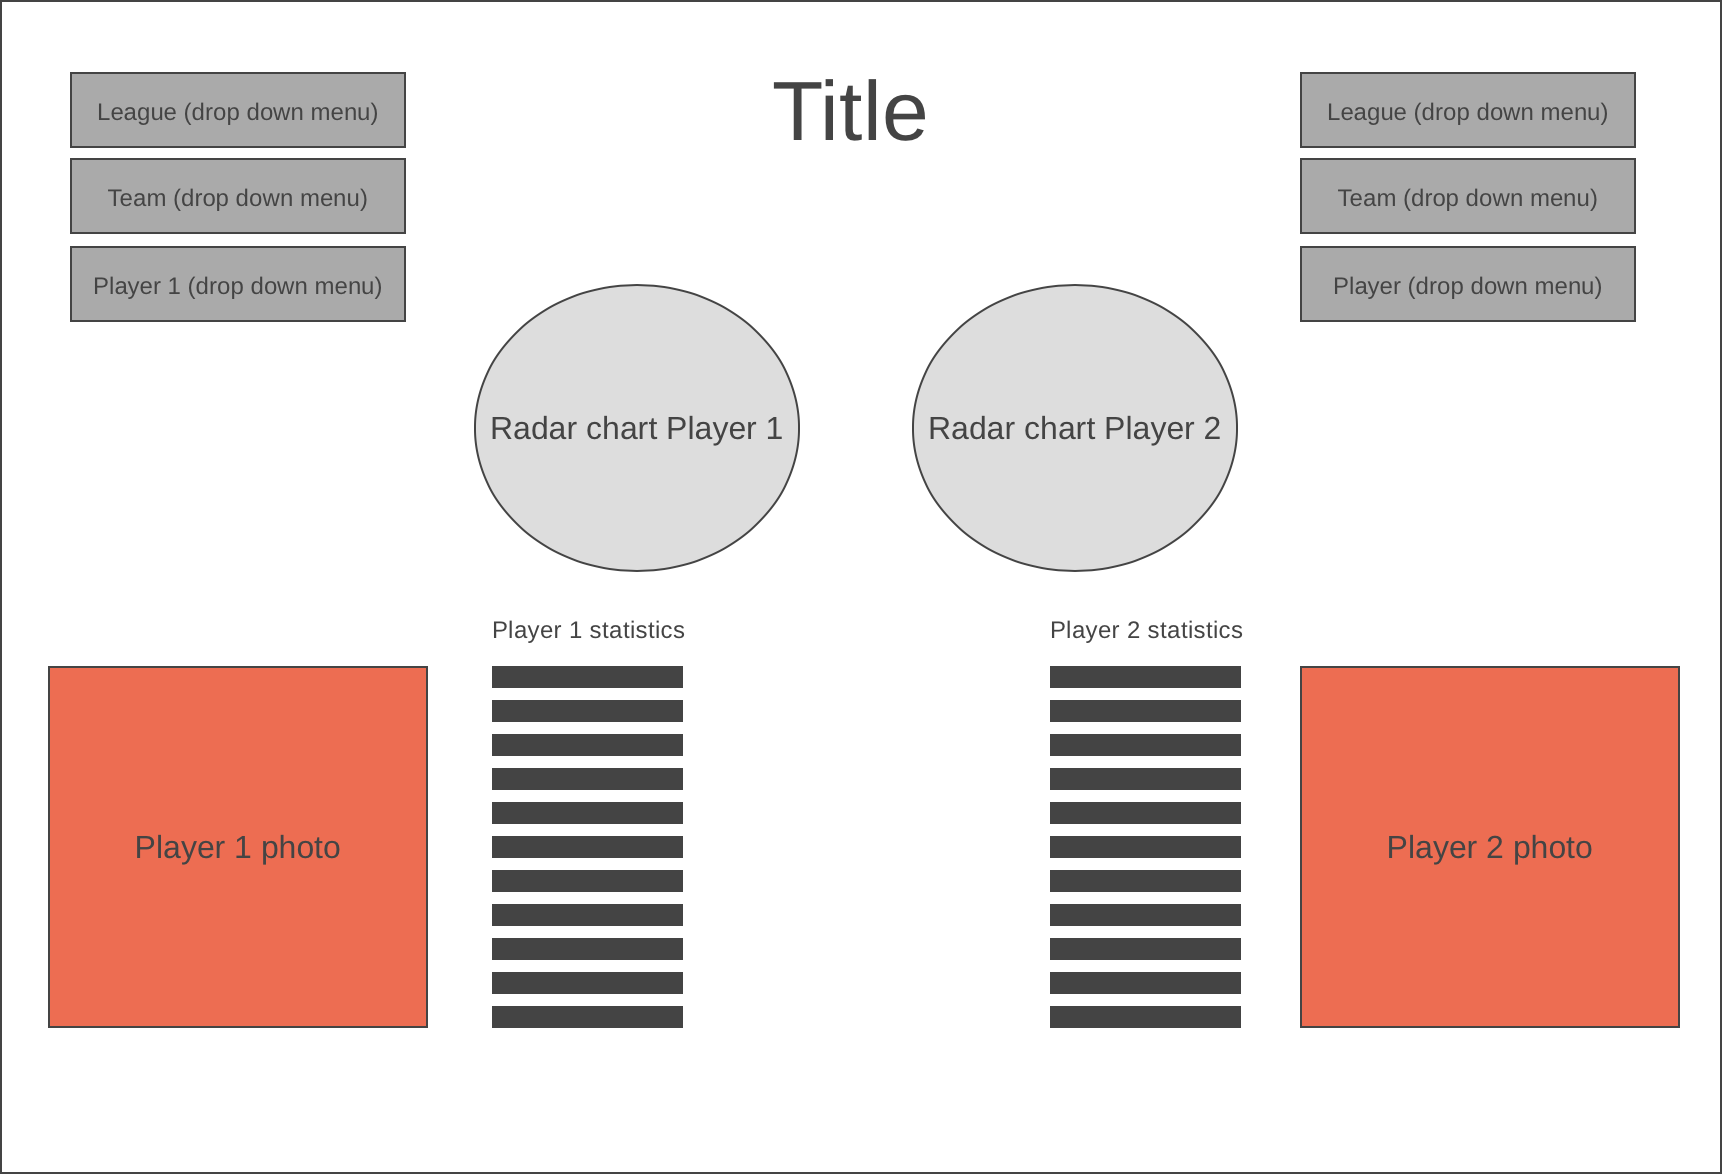 Title
League (drop down menu)
Team (drop down menu)
Player 1 (drop down menu)
League (drop down menu)
Team (drop down menu)
Player (drop down menu)
Radar chart Player 1
Radar chart Player 2
Player 1 statistics
Player 2 statistics
Player 1 photo
Player 2 photo